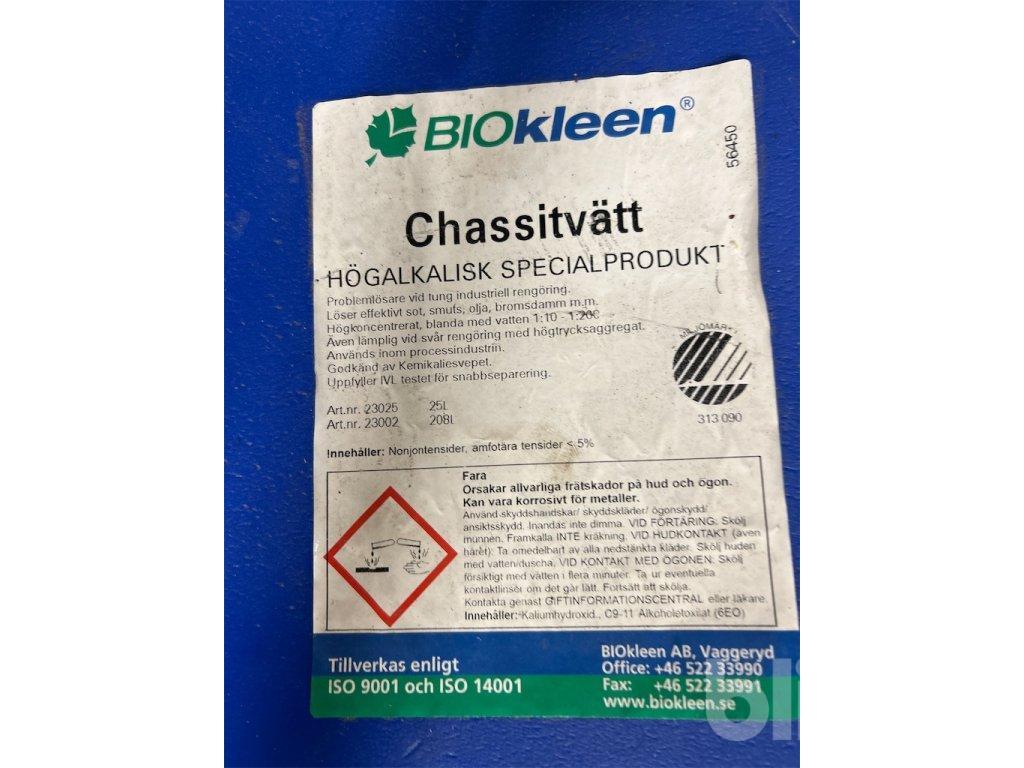 BIOkleen®
56450
Chassitvätt
HÖGALKALISK SPECIALPRODUKT
Problemlösare vid tung industriell rengöring.
Löser effektivt sot, smuts, olja, bromsdamm m.m.
Högkoncentrerat, blanda med vatten 1:10 - 1:200
Även lämplig vid svår rengöring med högtrycksaggregat.
Används inom processindustrin.
Godkänd av Kemikaliesvepet.
Uppfyller IVL testet för snabbseparering.
MILJÖMÄRKT
313 090
Art.nr. 23025 25L
Art.nr. 23002 208L
Innehåller: Nonjontensider, amfotära tensider < 5%
Fara
Orsakar allvarliga frätskador på hud och ögon.
Kan vara korrosivt för metaller.
Använd skyddshandskar/ skyddskläder/ ögonskydd/
ansiktsskydd. Inandas inte dimma. VID FÖRTÄRING: Skölj
munnen. Framkalla INTE kräkning. VID HUDKONTAKT (även
håret): Ta omedelbart av alla nedstänkta kläder. Skölj huden
med vatten/duscha. VID KONTAKT MED ÖGONEN: Skölj
försiktigt med vatten i flera minuter. Ta ur eventuella
kontaktlinser om det går lätt. Fortsätt att skölja.
Kontakta genast GIFTINFORMATIONSCENTRAL eller läkare.
Innehåller: Kaliumhydroxid., C9-11 Alkoholetoxilat (6EO)
Tillverkas enligt
ISO 9001 och ISO 14001
BIOkleen AB, Vaggeryd
Office: +46 522 33990
Fax: +46 522 33991
www.biokleen.se